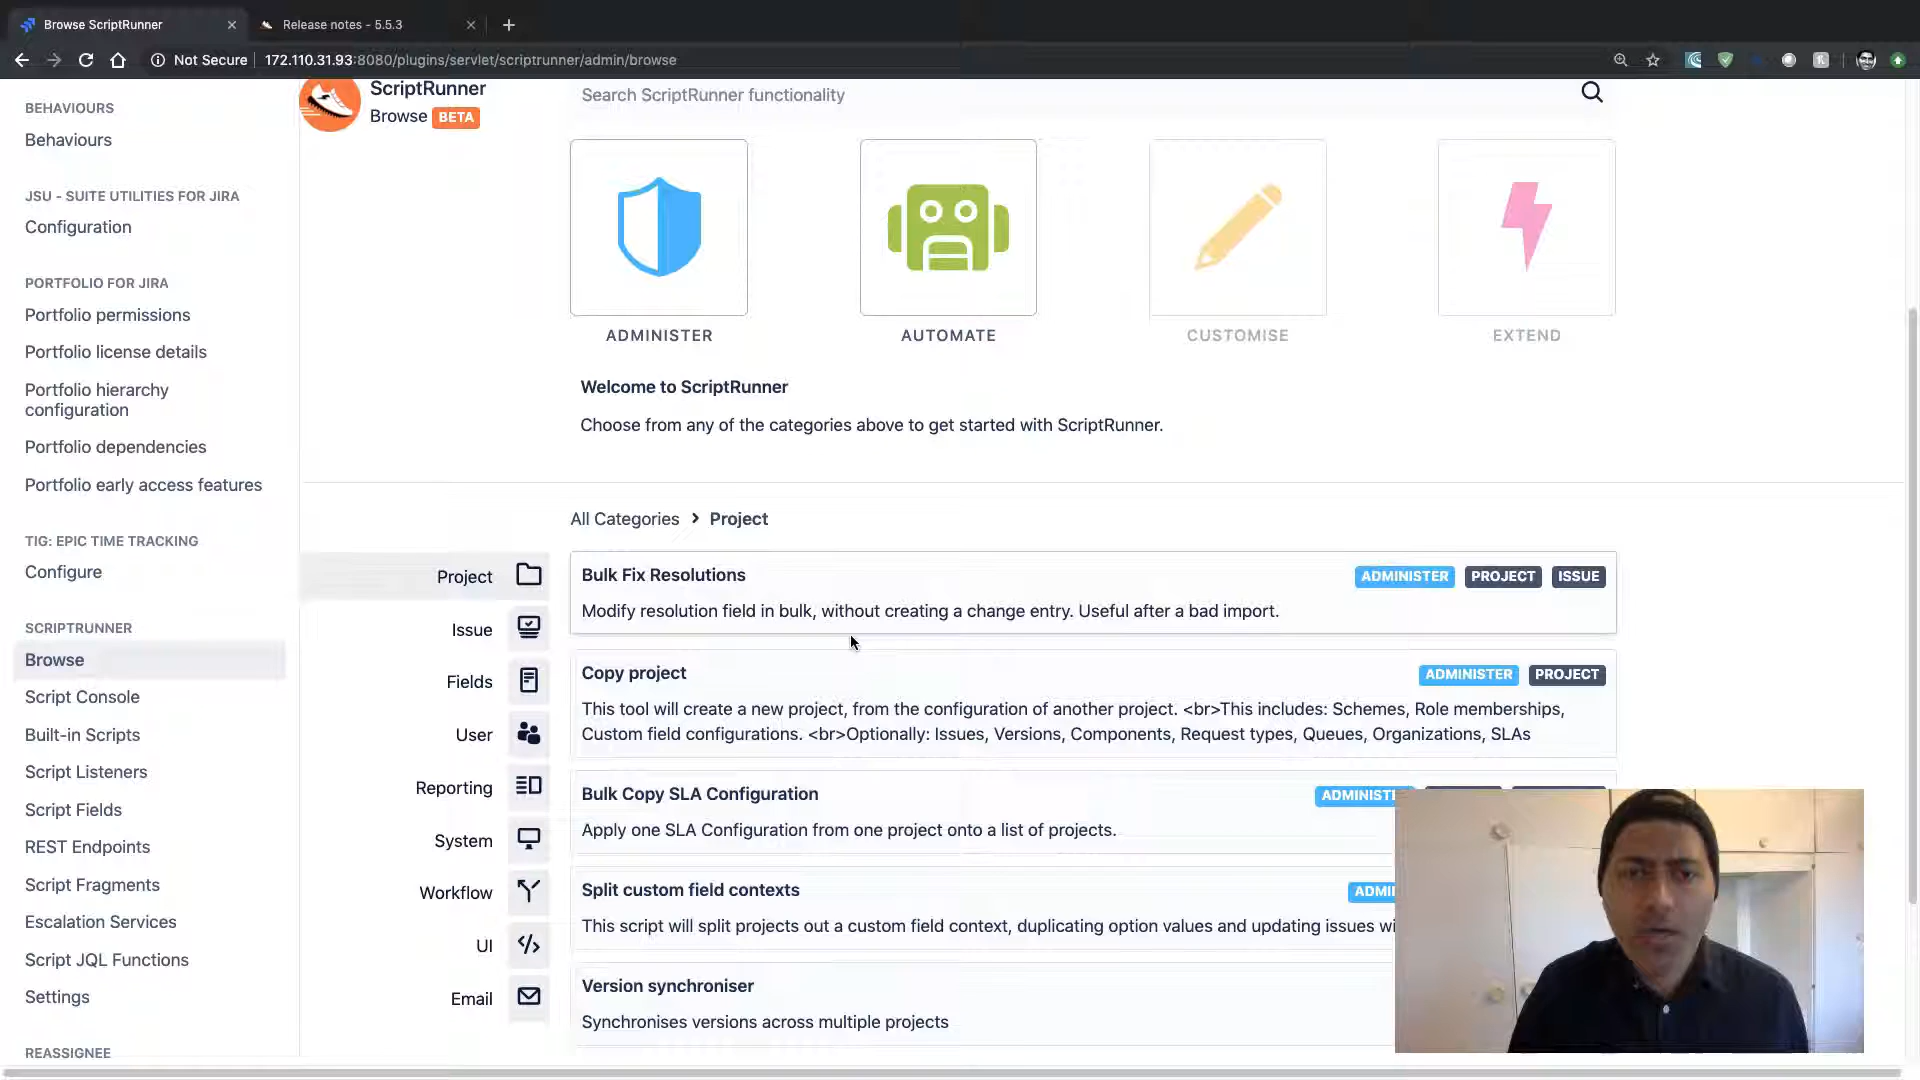 Browse ScriptRunner
Release notes - 5.5.3
Not Secure
172.110.31.93:8080/plugins/servlet/scriptrunner/admin/browse
BEHAVIOURS
Behaviours
JSU - SUITE UTILITIES FOR JIRA
Configuration
PORTFOLIO FOR JIRA
Portfolio permissions
Portfolio license details
Portfolio hierarchy
configuration
Portfolio dependencies
Portfolio early access features
TIG: EPIC TIME TRACKING
Configure
SCRIPTRUNNER
Browse
Script Console
Built-in Scripts
Script Listeners
Script Fields
REST Endpoints
Script Fragments
Escalation Services
Script JQL Functions
Settings
REASSIGNEE
ScriptRunner
Browse BETA
Search ScriptRunner functionality
ADMINISTER
AUTOMATE
CUSTOMISE
EXTEND
Welcome to ScriptRunner
Choose from any of the categories above to get started with ScriptRunner.
All Categories > Project
Project
Issue
Fields
User
Reporting
System
Workflow
UI
Email
Bulk Fix Resolutions
ADMINISTER PROJECT ISSUE
Modify resolution field in bulk, without creating a change entry. Useful after a bad import.
Copy project
ADMINISTER PROJECT
This tool will create a new project, from the configuration of another project. <br>This includes: Schemes, Role memberships,
Custom field configurations. <br>Optionally: Issues, Versions, Components, Request types, Queues, Organizations, SLAs
Bulk Copy SLA Configuration
ADMINISTE
Apply one SLA Configuration from one project onto a list of projects.
Split custom field contexts
ADMIN
This script will split projects out a custom field context, duplicating option values and updating issues wi
Version synchroniser
Synchronises versions across multiple projects